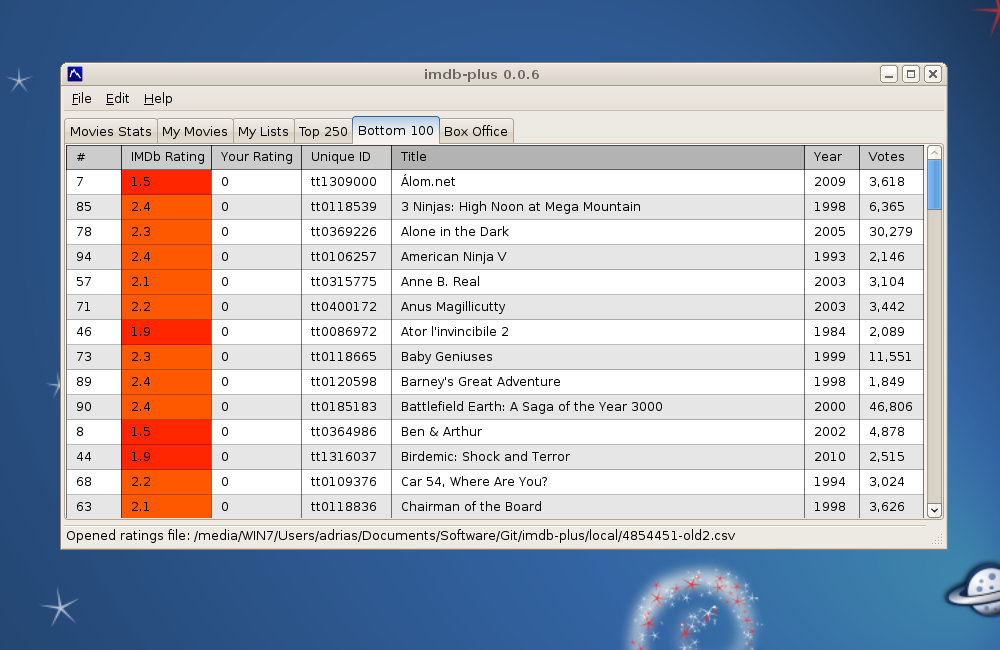 imdb-plus 0.0.6
File Edit Help
Movies Stats My Movies My Lists Top 250 Bottom 100 Box Office
# IMDb Rating Your Rating Unique ID Title Year Votes
7 1.5 0 tt1309000 Álom.net 2009 3,618
85 2.4 0 tt0118539 3 Ninjas: High Noon at Mega Mountain 1998 6,365
78 2.3 0 tt0369226 Alone in the Dark 2005 30,279
94 2.4 0 tt0106257 American Ninja V 1993 2,146
57 2.1 0 tt0315775 Anne B. Real 2003 3,104
71 2.2 0 tt0400172 Anus Magillicutty 2003 3,442
46 1.9 0 tt0086972 Ator l'invincibile 2 1984 2,089
73 2.3 0 tt0118665 Baby Geniuses 1999 11,551
89 2.4 0 tt0120598 Barney's Great Adventure 1998 1,849
90 2.4 0 tt0185183 Battlefield Earth: A Saga of the Year 3000 2000 46,806
8 1.5 0 tt0364986 Ben & Arthur 2002 4,878
44 1.9 0 tt1316037 Birdemic: Shock and Terror 2010 2,515
68 2.2 0 tt0109376 Car 54, Where Are You? 1994 3,024
63 2.1 0 tt0118836 Chairman of the Board 1998 3,626
Opened ratings file: /media/WIN7/Users/adrias/Documents/Software/Git/imdb-plus/local/4854451-old2.csv